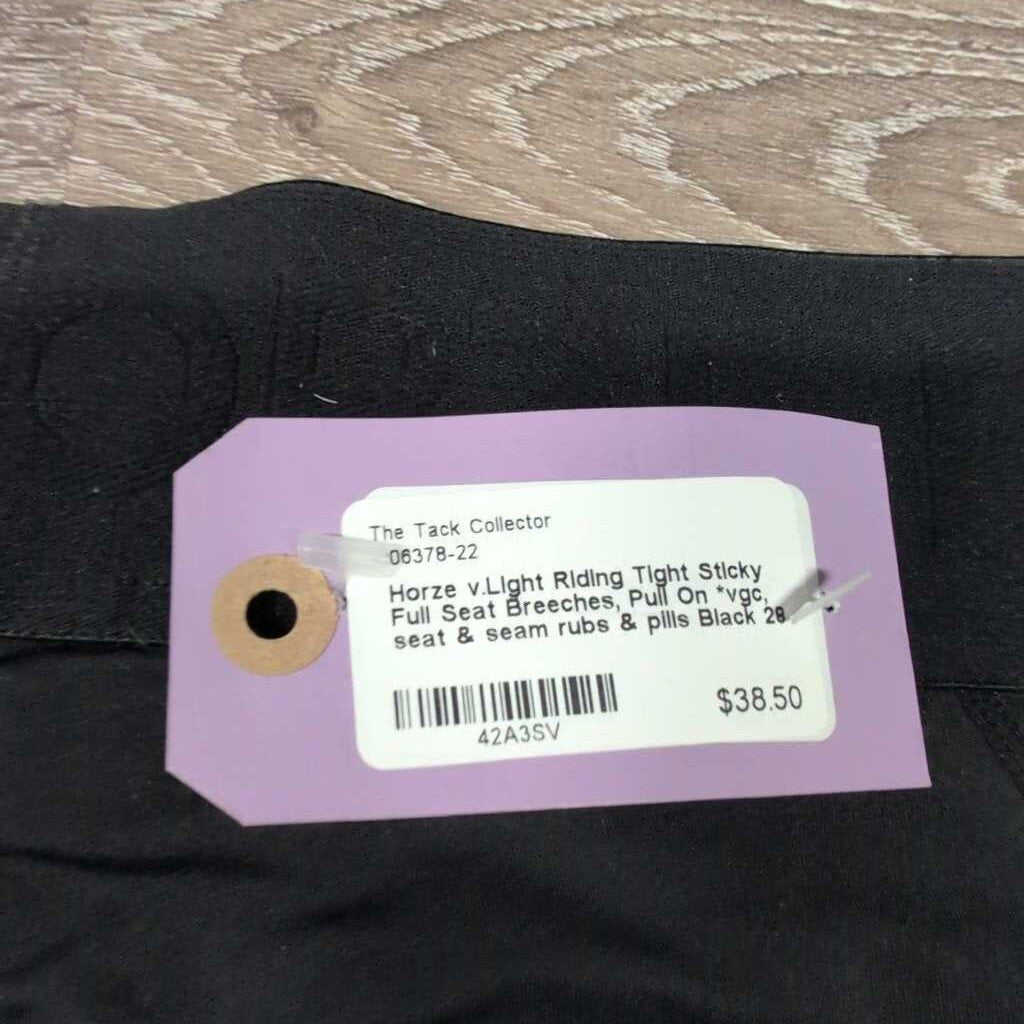 The Tack Collector
06378-22
Horze v.Light Riding Tight Sticky
Full Seat Breeches, Pull On *vgc,
seat & seam rubs & pills Black 28
42A3SV
$38.50